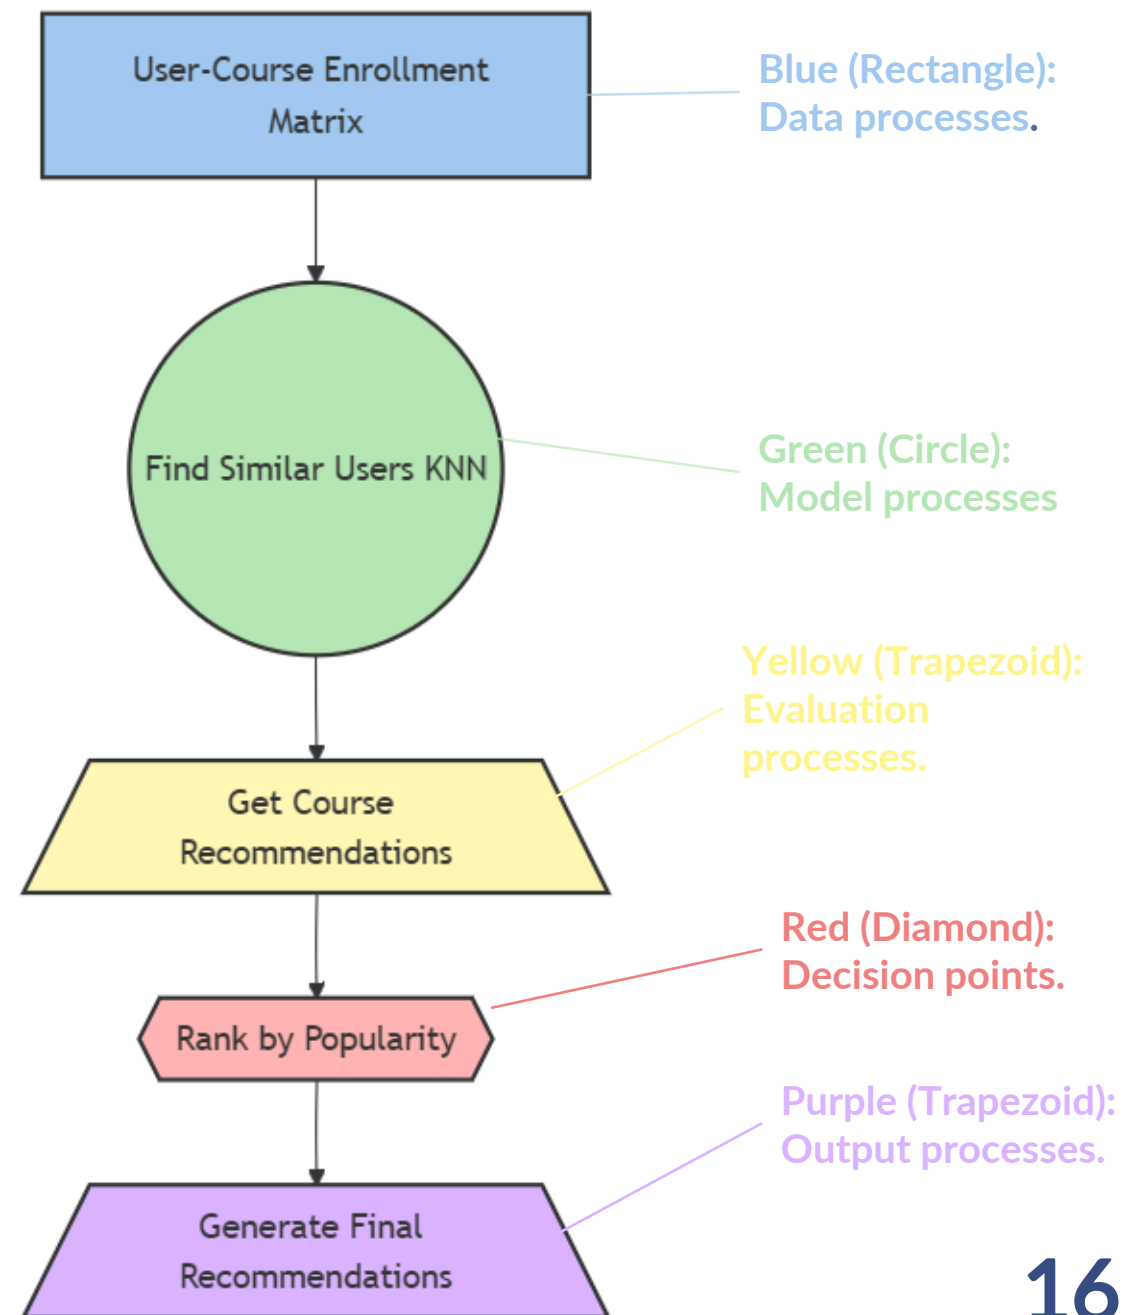 User-Course Enrollment
Matrix
Blue (Rectangle):
Data processes.
Find Similar Users KNN
Green (Circle):
Model processes
Yellow (Trapezoid):
Evaluation
processes.
Get Course
Recommendations
Red (Diamond):
Decision points.
Rank by Popularity
Purple (Trapezoid):
Output processes.
Generate Final
Recommendations
16